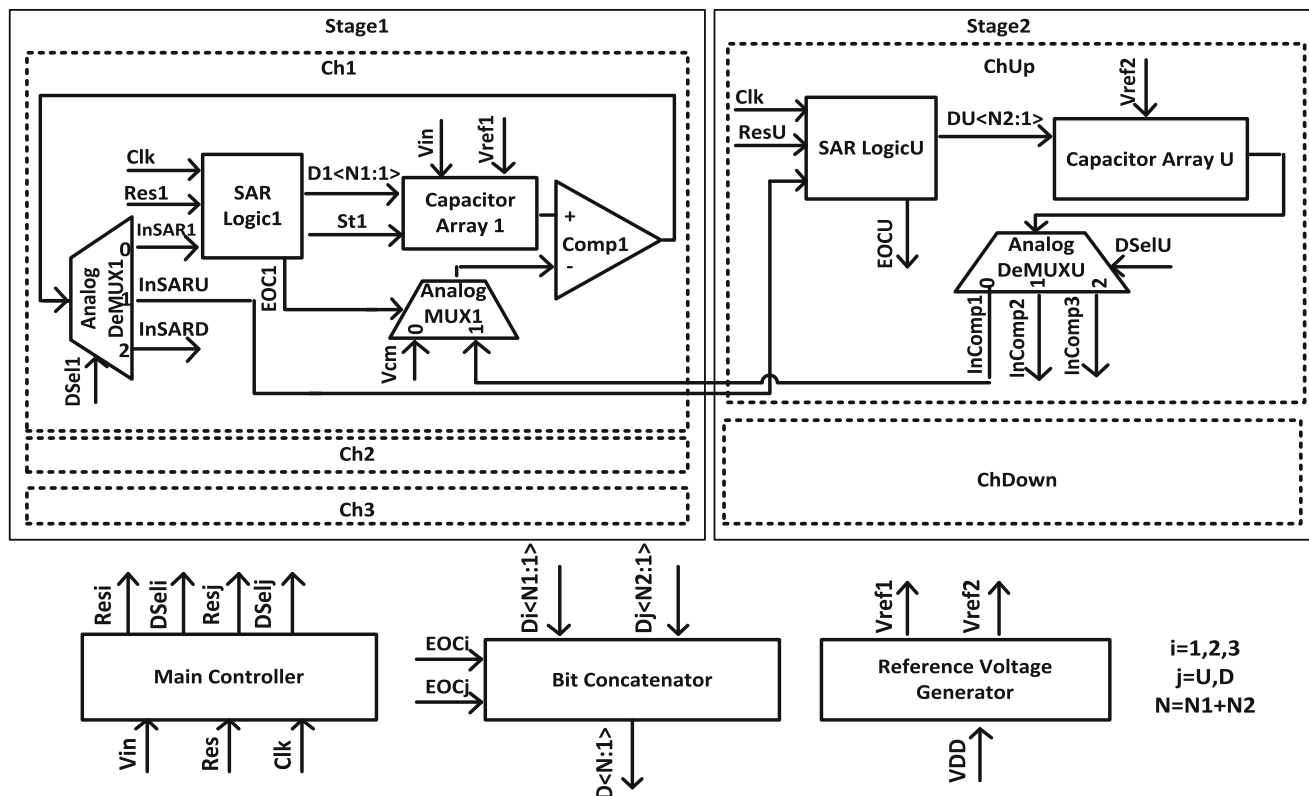 Stage1
Ch1
Clk
Res1
InSAR1
InSARU
InSARD
Analog
DeMUX1
0
1
2
DSel1
SAR
Logic1
D1<N1:1>
St1
EOC1
Vin
Vref1
Capacitor
Array 1
+
Comp1
-
Analog
MUX1
0
1
Vcm
Ch2
Ch3
Stage2
ChUp
Clk
ResU
SAR LogicU
DU<N2:1>
Vref2
Capacitor Array U
EOCU
Analog
DeMUXU
0
1
2
DSelU
InComp1
InComp2
InComp3
ChDown
Resi
DSeli
Resj
DSelj
Main Controller
Vin
Res
Clk
Di<N1:1>
Dj<N2:1>
EOCi
EOCj
Bit Concatenator
D<N:1>
Vref1
Vref2
Reference Voltage
Generator
VDD
i=1,2,3
j=U,D
N=N1+N2